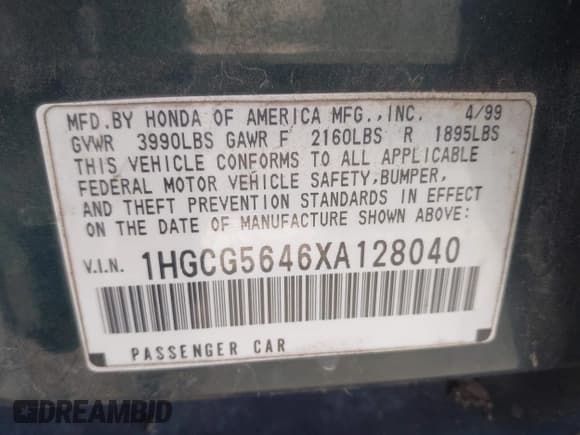 MFD.BY HONDA OF AMERICA MFG.,INC. 4/99
GVWR 3990LBS GAWR F 2160LBS R 1895LBS
THIS VEHICLE CONFORMS TO ALL APPLICABLE
FEDERAL MOTOR VEHICLE SAFETY,BUMPER,
AND THEFT PREVENTION STANDARDS IN EFFECT
ON THE DATE OF MANUFACTURE SHOWN ABOVE:
V.I.N. 1HGCG5646XA128040
PASSENGER CAR
DREAMBID